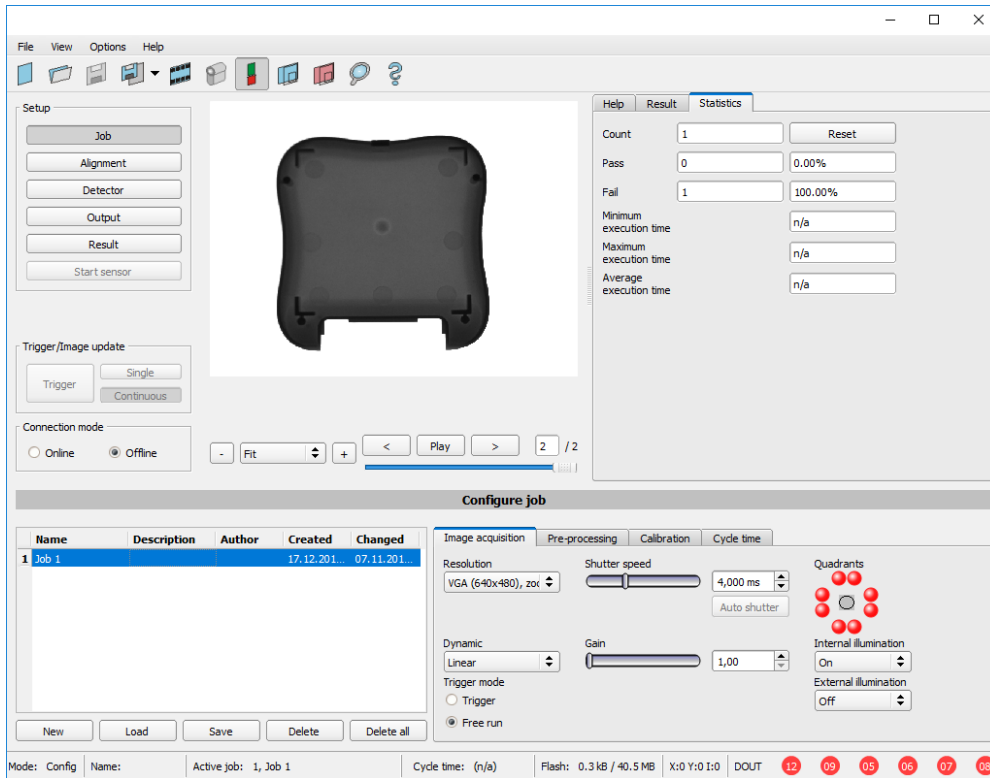 File View Options Help
Setup
Job
Alignment
Detector
Output
Result
Start sensor
Trigger/Image update
Trigger
Single
Continuous
Connection mode
Online Offline
- Fit + < Play > 2 / 2
Help Result Statistics
Count 1 Reset
Pass 0 0.00%
Fail 1 100.00%
Minimum
execution time n/a
Maximum
execution time n/a
Average
execution time n/a
Configure job
Name Description Author Created Changed
1 Job 1 17.12.201... 07.11.201...
New Load Save Delete Delete all
Image acquisition Pre-processing Calibration Cycle time
Resolution Shutter speed Quadrants
VGA (640x480), zoo 4,000 ms
Auto shutter
Dynamic Gain Internal illumination
Linear 1,00 On
Trigger mode External illumination
Trigger Off
Free run
Mode: Config Name: Active job: 1, Job 1 Cycle time: (n/a) Flash: 0.3 kB / 40.5 MB X:0 Y:0 I:0 DOUT 12 09 05 06 07 08